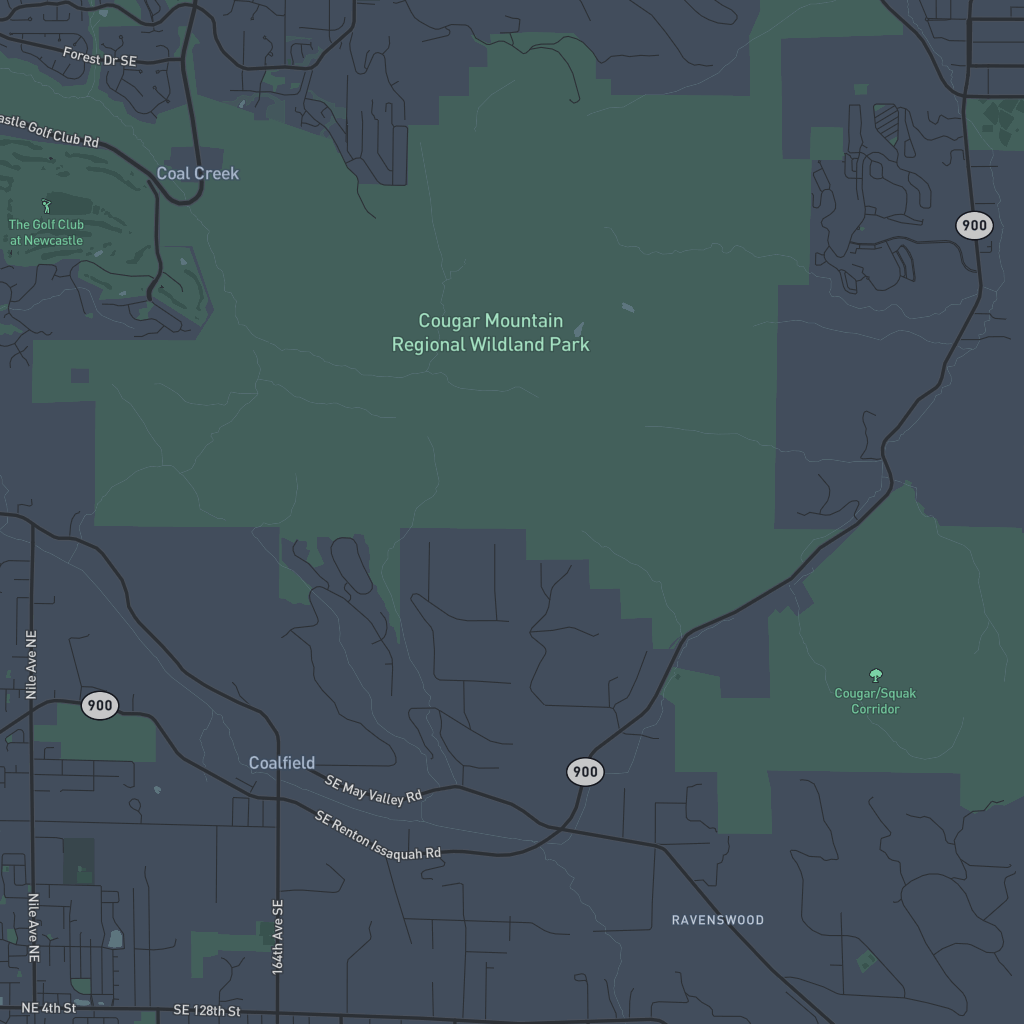 Forest Dr SE
astle Golf Club Rd
Coal Creek
The Golf Club
at Newcastle
900
Cougar Mountain
Regional Wildland Park
Nile Ave NE
900
Cougar/Squak
Corridor
Coalfield
900
SE May Valley Rd
SE Renton Issaquah Rd
Nile Ave NE
164th Ave SE
RAVENSWOOD
NE 4th St
SE 128th St